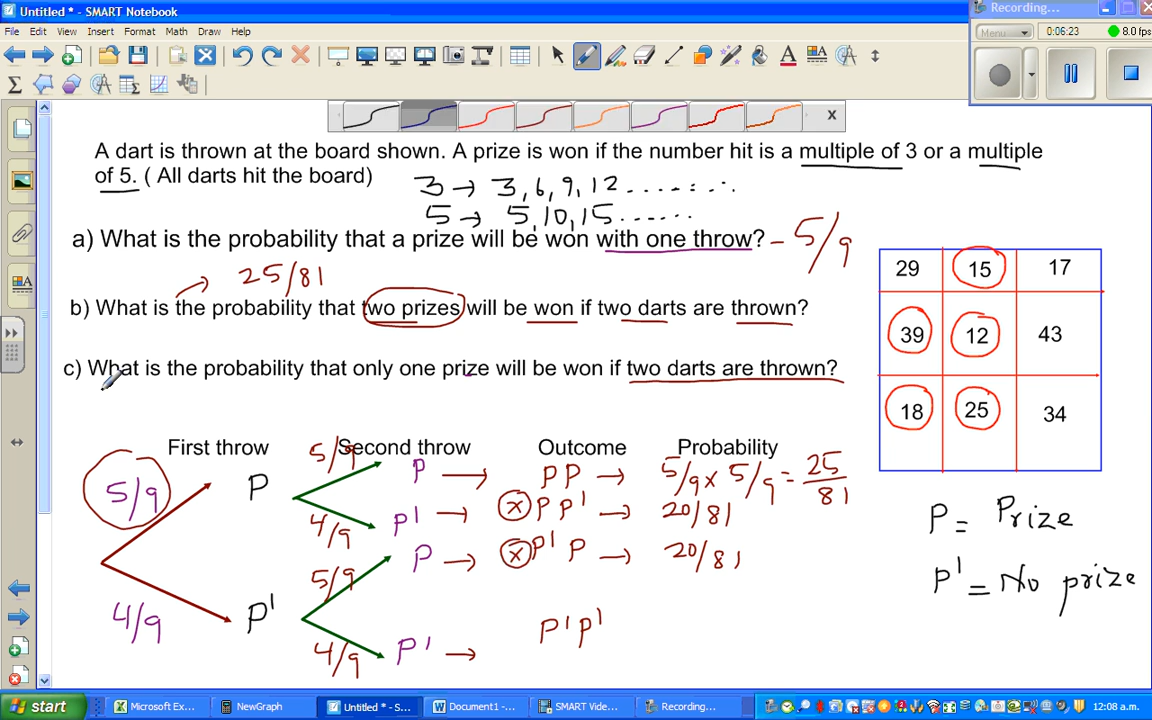 Untitled * - SMART Notebook
Recording...
File Edit View Insert Format Math Draw Help
Menu 0:06:23 8.0 fps
A dart is thrown at the board shown. A prize is won if the number hit is a multiple of 3 or a multiple
of 5. ( All darts hit the board)
3 → 3, 6, 9, 12 .........
5 → 5, 10, 15 ......
a) What is the probability that a prize will be won with one throw? - 5/9
→ 25/81
b) What is the probability that two prizes will be won if two darts are thrown?
c) What is the probability that only one prize will be won if two darts are thrown?
29 15 17
39 12 43
18 25 34
First throw Second throw Outcome Probability
5/9 P 5/9 P → PP → 5/9 x 5/9 = 25/81
4/9 P' → x P P' → 20/81
P → x P' P → 20/81
5/9
4/9 P' 4/9 P' → P'P'
P = Prize
P' = No prize
start Microsoft Ex... NewGraph Untitled * - S... Document1 -... SMART Vide... Recording... 12:08 a.m.